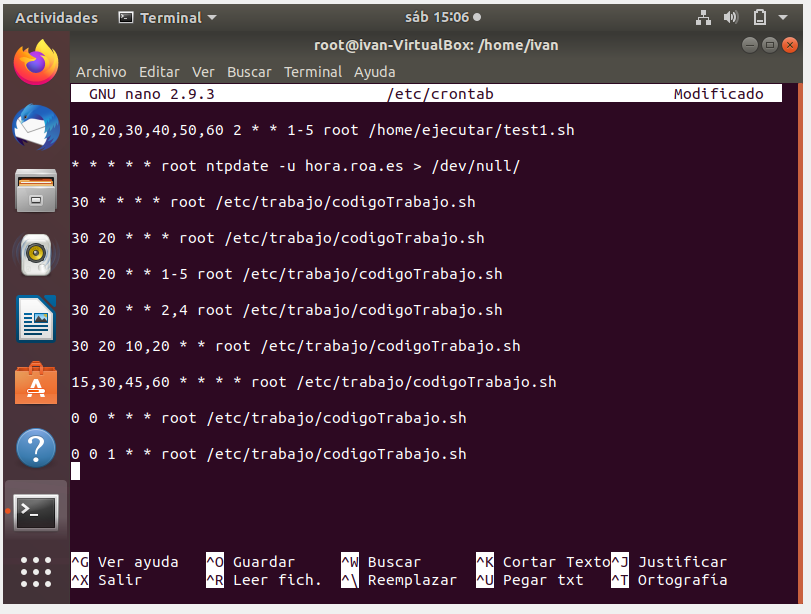 Actividades Terminal sáb 15:06
root@ivan-VirtualBox: /home/ivan
Archivo Editar Ver Buscar Terminal Ayuda
GNU nano 2.9.3 /etc/crontab Modificado
10,20,30,40,50,60 2 * * 1-5 root /home/ejecutar/test1.sh
* * * * * root ntpdate -u hora.roa.es > /dev/null/
30 * * * * root /etc/trabajo/codigoTrabajo.sh
30 20 * * * root /etc/trabajo/codigoTrabajo.sh
30 20 * * 1-5 root /etc/trabajo/codigoTrabajo.sh
30 20 * * 2,4 root /etc/trabajo/codigoTrabajo.sh
30 20 10,20 * * root /etc/trabajo/codigoTrabajo.sh
15,30,45,60 * * * * root /etc/trabajo/codigoTrabajo.sh
0 0 * * * root /etc/trabajo/codigoTrabajo.sh
0 0 1 * * root /etc/trabajo/codigoTrabajo.sh
^G Ver ayuda ^O Guardar ^W Buscar ^K Cortar Texto ^J Justificar
^X Salir ^R Leer fich. ^\ Reemplazar ^U Pegar txt ^T Ortografía